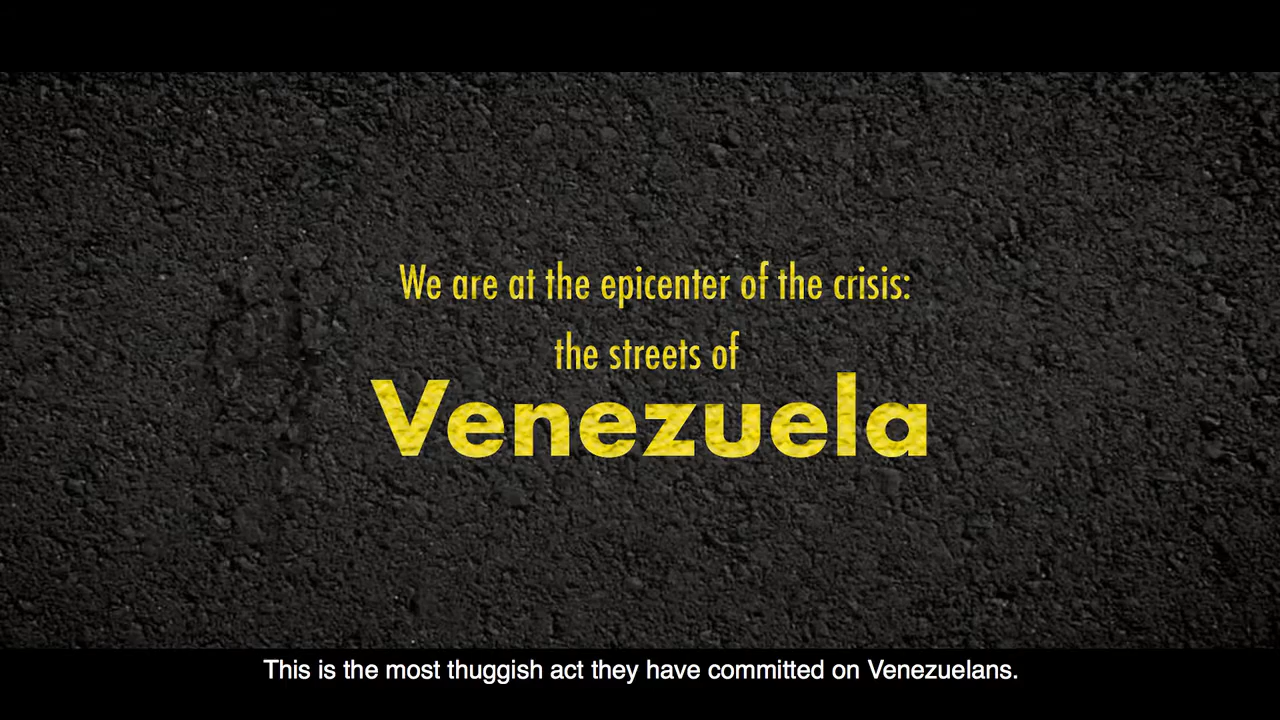 We are at the epicenter of the crisis:
the streets of
Venezuela
This is the most thuggish act they have committed on Venezuelans.